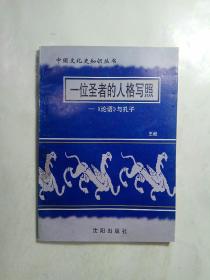 中国文化史知识丛书
一位圣者的人格写照
—《论语》与孔子
沈阳出版社